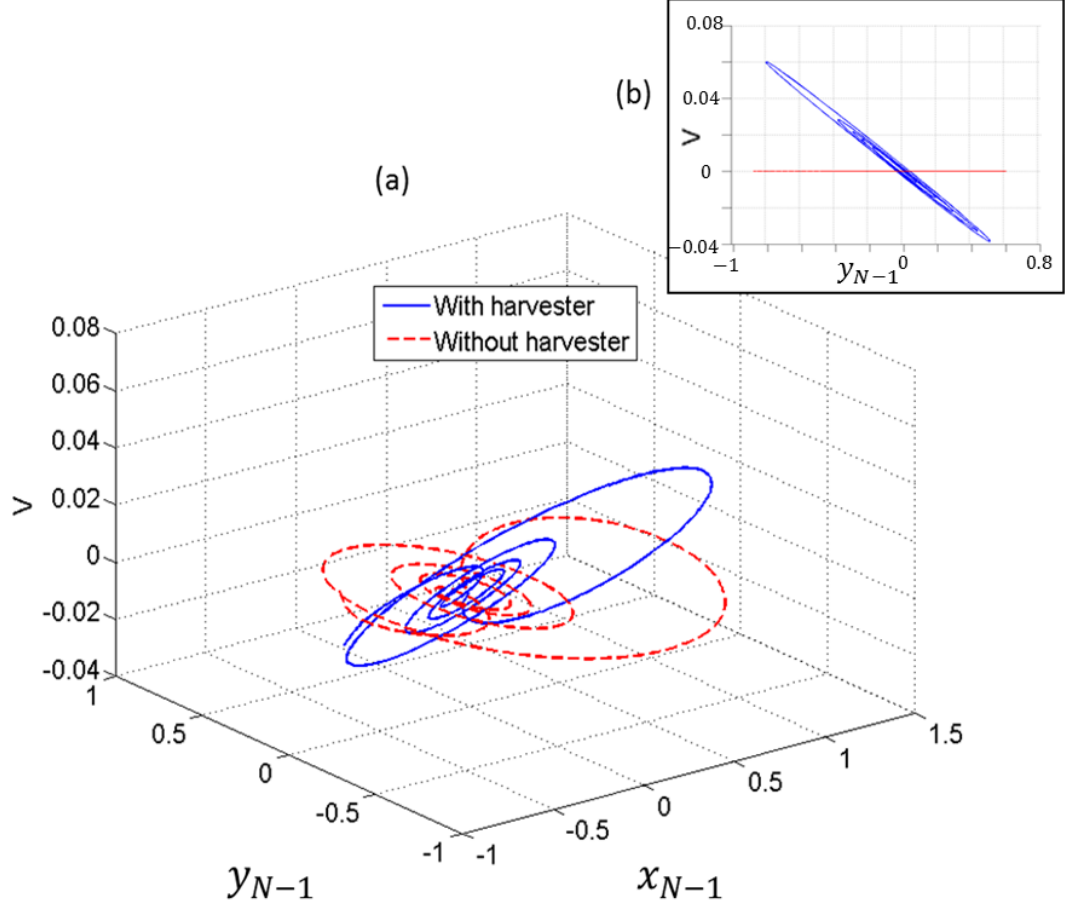 (b)
0.08
0.04
0
−0.04
V
−1
0
0.8
y_{N−1}
(a)
With harvester
Without harvester
0.08
0.06
0.04
0.02
0
-0.02
-0.04
V
1
0.5
0
-0.5
-1
y_{N−1}
-1
-0.5
0
0.5
1
1.5
x_{N−1}